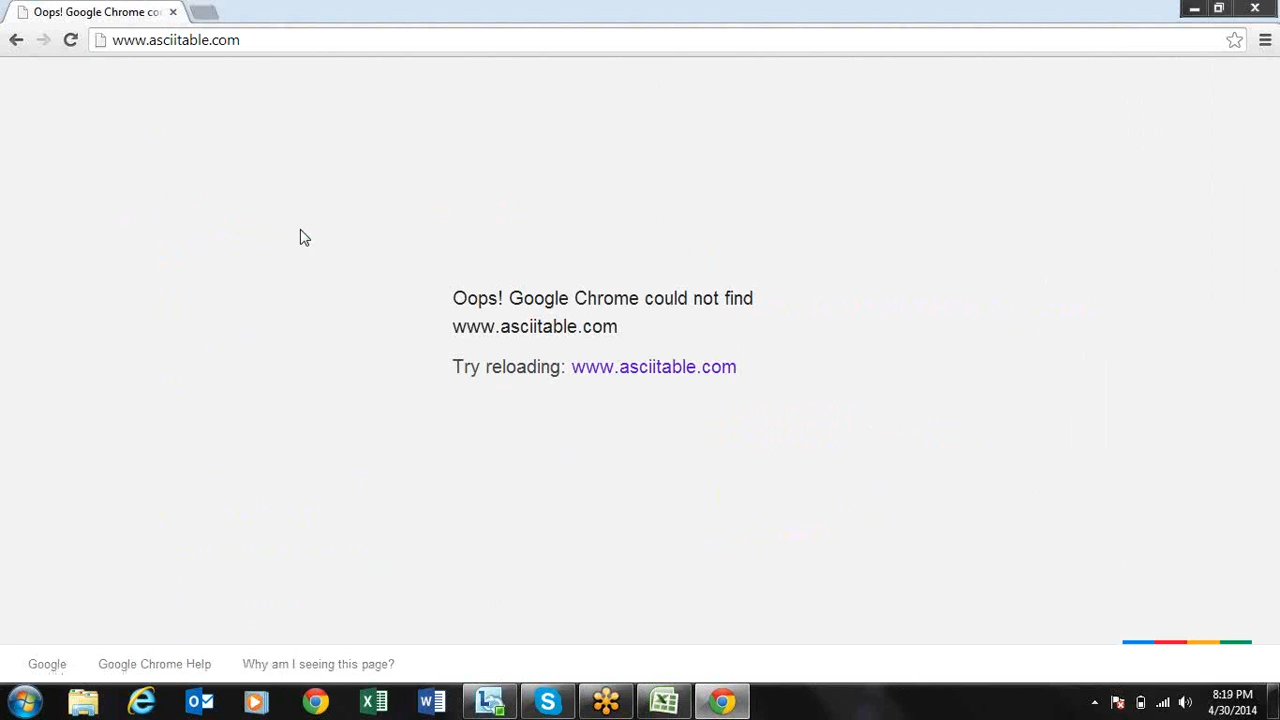 Oops! Google Chrome co
www.asciitable.com
Oops! Google Chrome could not find
www.asciitable.com
Try reloading: www.asciitable.com
Google
Google Chrome Help
Why am I seeing this page?
8:19 PM
4/30/2014